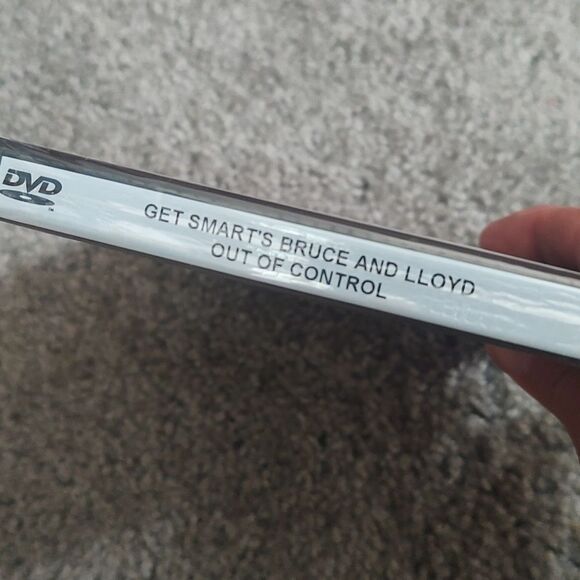 DVD
GET SMART'S BRUCE AND LLOYD
OUT OF CONTROL